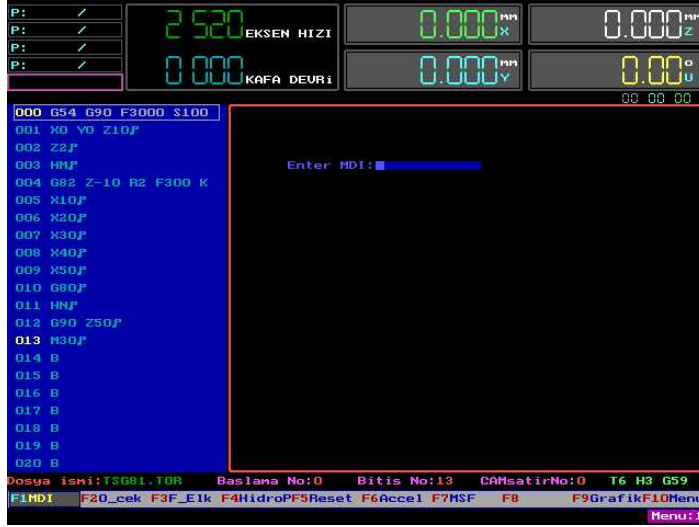 P: /
P: /
P: /
P: /
2 520 EKSEN HIZI
0 000 KAFA DEVRi
0.000 MM X
0.000 MM Z
0.000 MM Y
0.00 ° U
00 00 00
000 G54 G90 F3000 S100
001 X0 Y0 Z10
002 Z2
003 HM
004 G82 Z-10 R2 F300 K
005 X10
006 X20
007 X30
008 X40
009 X50
010 G80
011 HN
012 G90 Z50
013 M30
014 B
015 B
016 B
017 B
018 B
019 B
020 B
Enter MDI:
Dosya ismi:TSG81.TOR Baslama No:0 Bitis No:13 CAMsatirNo:0 T6 H3 G59
F1MDI F2O_cek F3F_Elk F4HidroPF5Reset F6Accel F7MSF F8 F9GrafikF10Menu
Menu:1